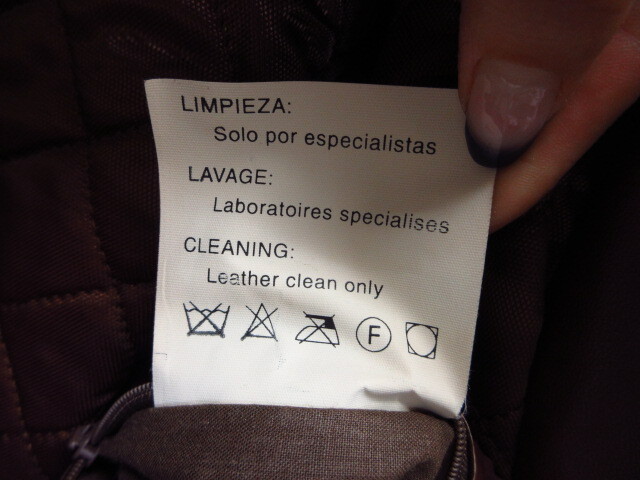 LIMPIEZA:
Solo por especialistas
LAVAGE:
Laboratoires specialises
CLEANING:
Leather clean only
F